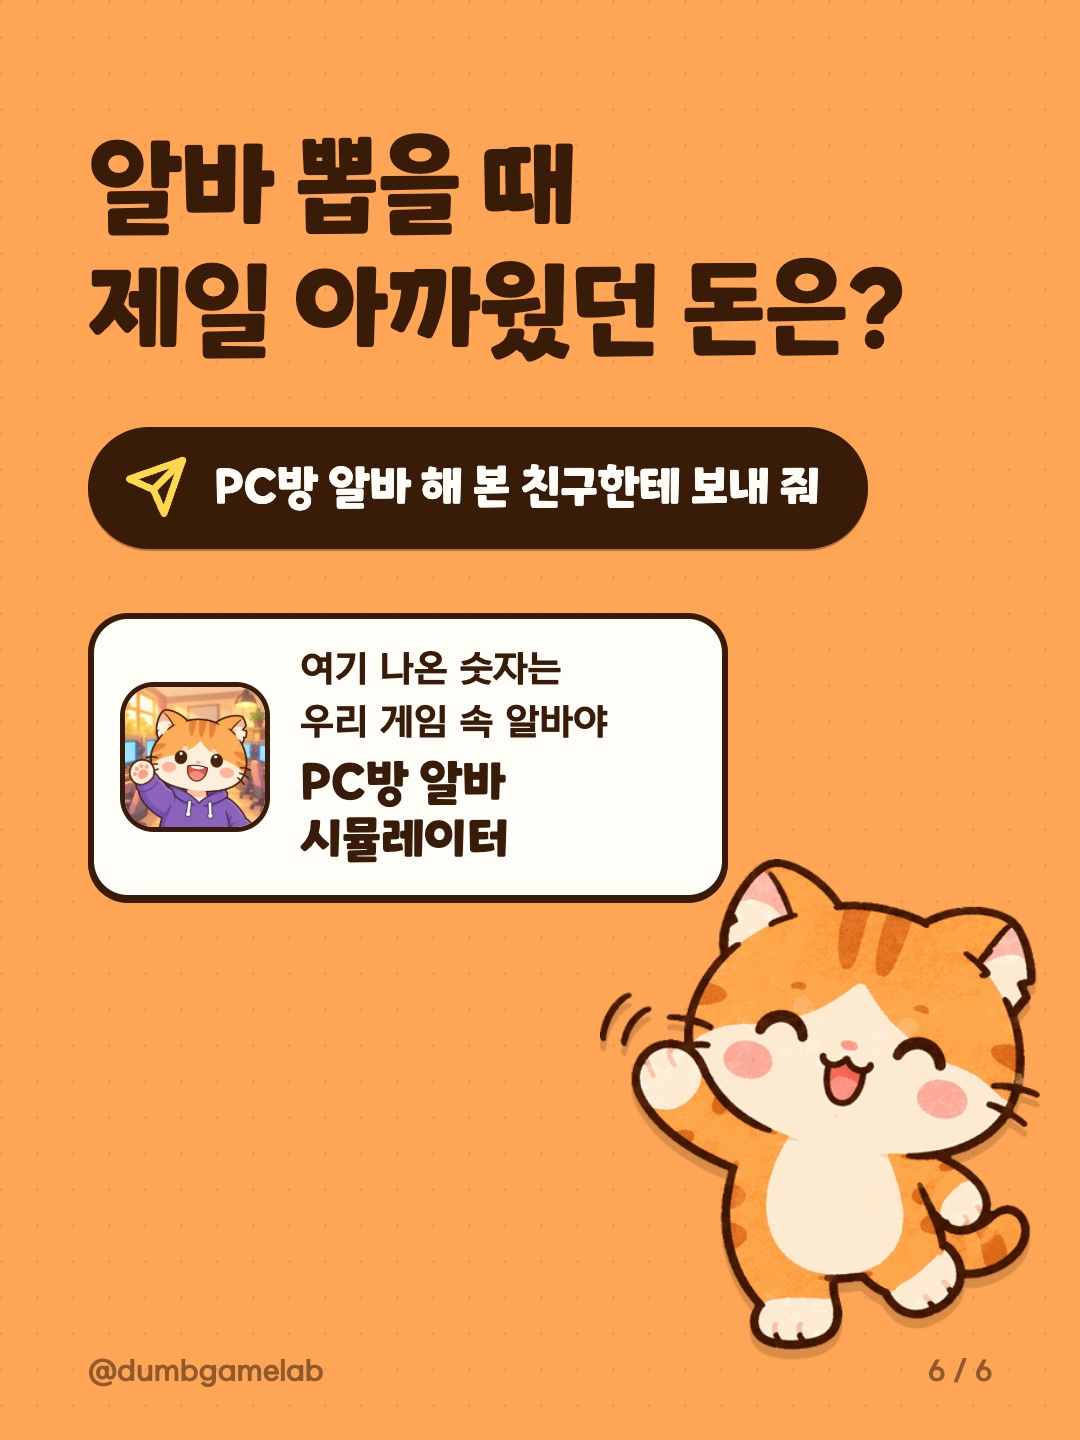 알바 뽑을 때
제일 아까웠던 돈은?
PC방 알바 해 본 친구한테 보내 줘
여기 나온 숫자는
우리 게임 속 알바야
PC방 알바
시뮬레이터
@dumbgamelab
6 / 6